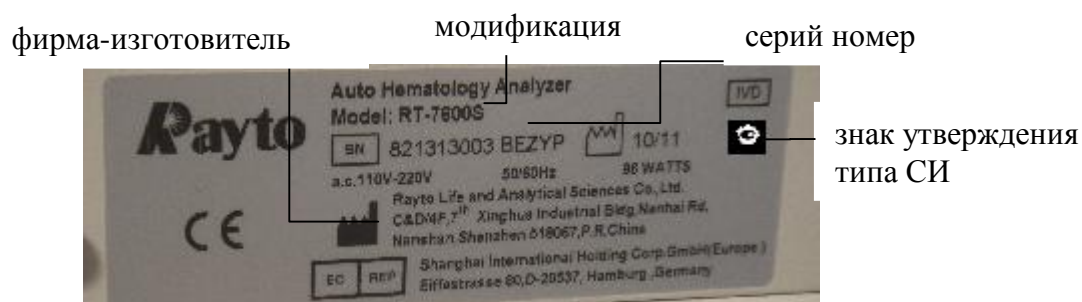 фирма-изготовитель
модификация
серий номер
знак утверждения
типа СИ
Rayto
Auto Hematology Analyzer
Model: RT-7600S
IVD
SN 821313003 BEZYP 10/11
a.c.110V-220V 50/60Hz 96 WATTS
Rayto Life and Analytical Sciences Co., Ltd.
C&D/4F,7th Xinghua Industrial Bldg,Nanhai Rd,
Nanshan Shenzhen 518067,P.R.China
CE
EC REP
Shanghai International Holding Corp.GmbH(Europe)
Eiffestrasse 80,D-20537, Hamburg,Germany